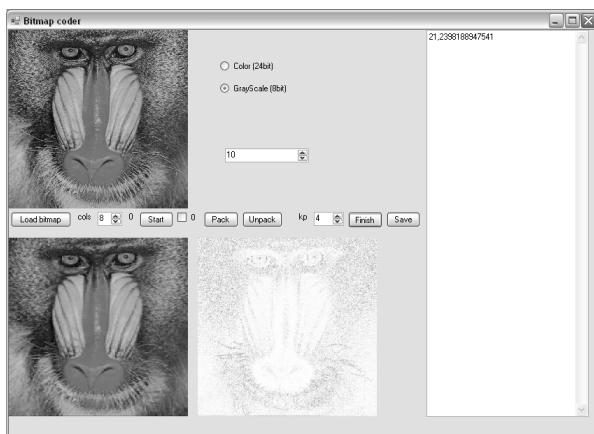 Bitmap coder
21,2398188947541
Color (24bit)
GrayScale (8bit)
10
Load bitmap cols 8 0 Start 0 Pack Unpack kp 4 Finish Save